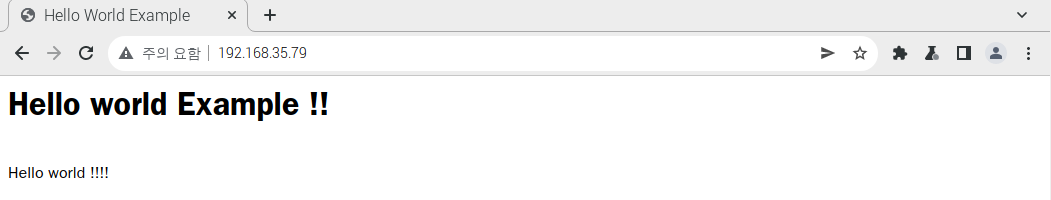 Hello World Example
주의 요함 192.168.35.79
Hello world Example !!
Hello world !!!!